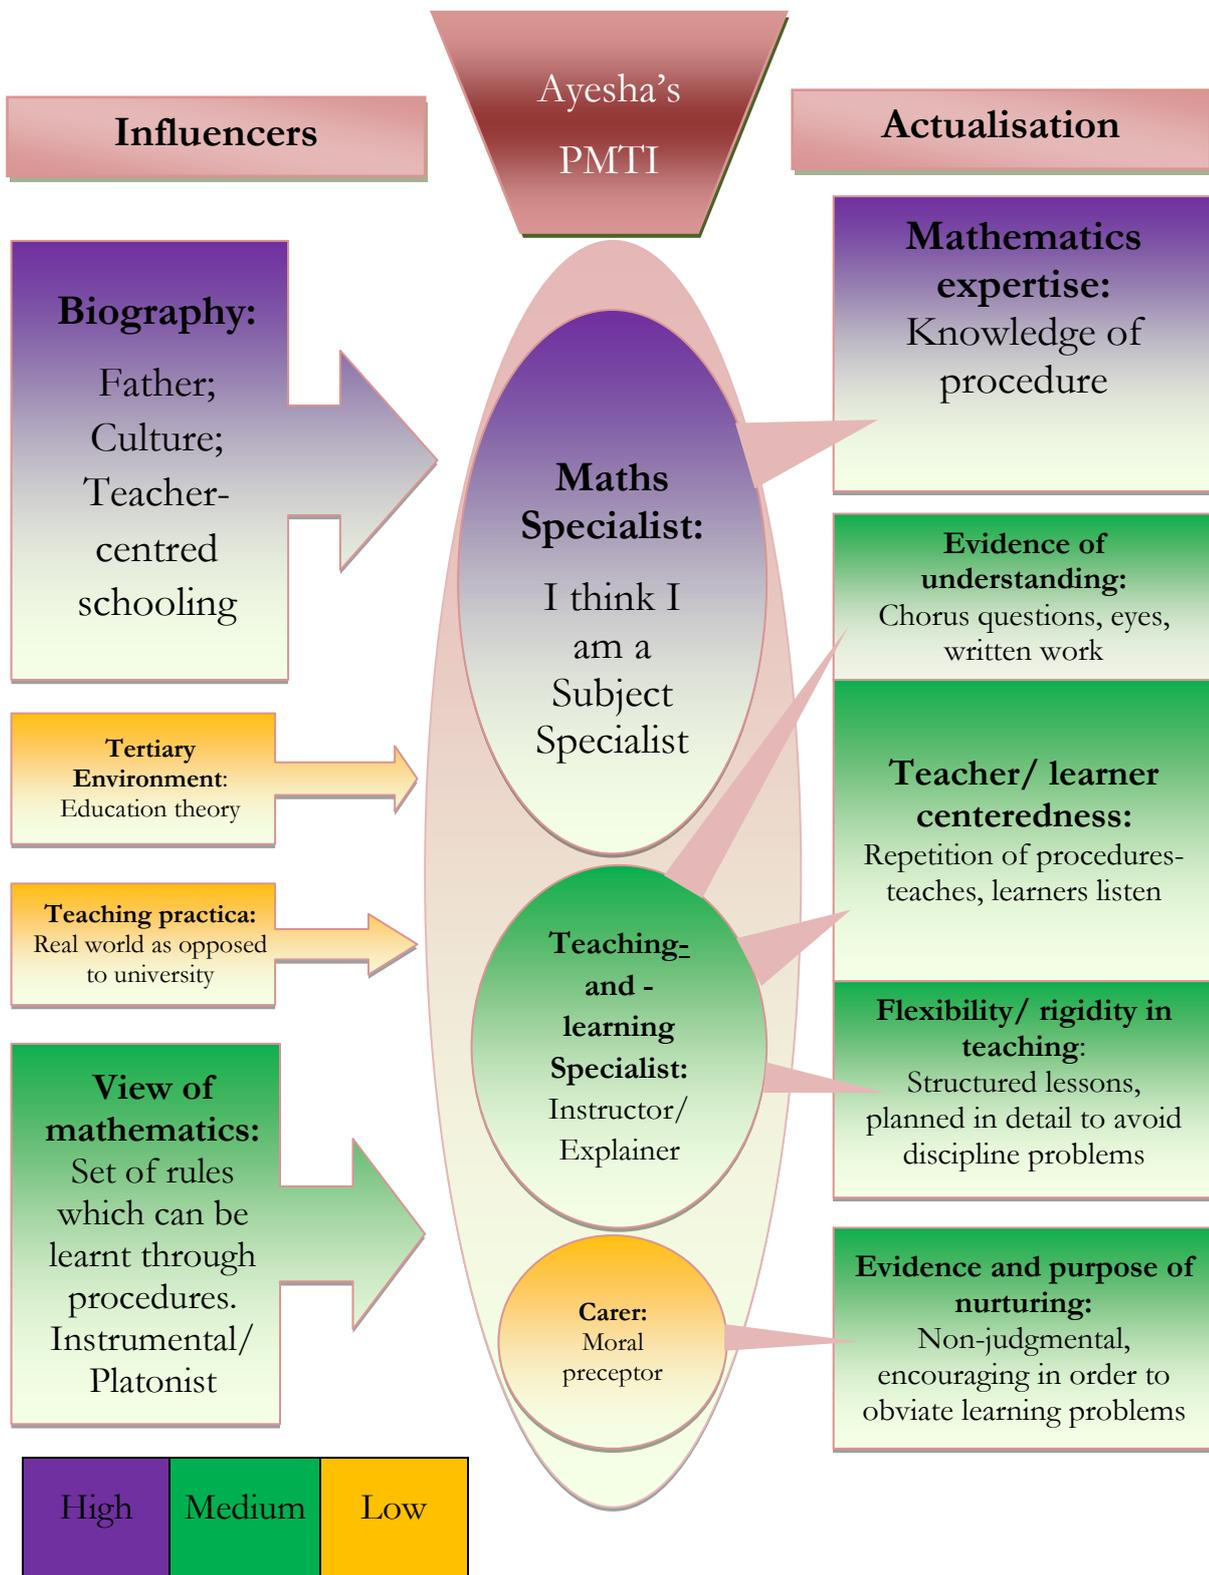 Ayesha's
PMTI
Influencers
Actualisation
Biography:
Father;
Culture;
Teacher-
centred
schooling
Tertiary
Environment:
Education theory
Teaching practica:
Real world as opposed
to university
View of
mathematics:
Set of rules
which can be
learnt through
procedures.
Instrumental/
Platonist
Maths
Specialist:
I think I
am a
Subject
Specialist
Teaching-
and -
learning
Specialist:
Instructor/
Explainer
Carer:
Moral
preceptor
Mathematics
expertise:
Knowledge of
procedure
Evidence of
understanding:
Chorus questions, eyes,
written work
Teacher/ learner
centeredness:
Repetition of procedures-
teaches, learners listen
Flexibility/ rigidity in
teaching:
Structured lessons,
planned in detail to avoid
discipline problems
Evidence and purpose of
nurturing:
Non-judgmental,
encouraging in order to
obviate learning problems
High
Medium
Low